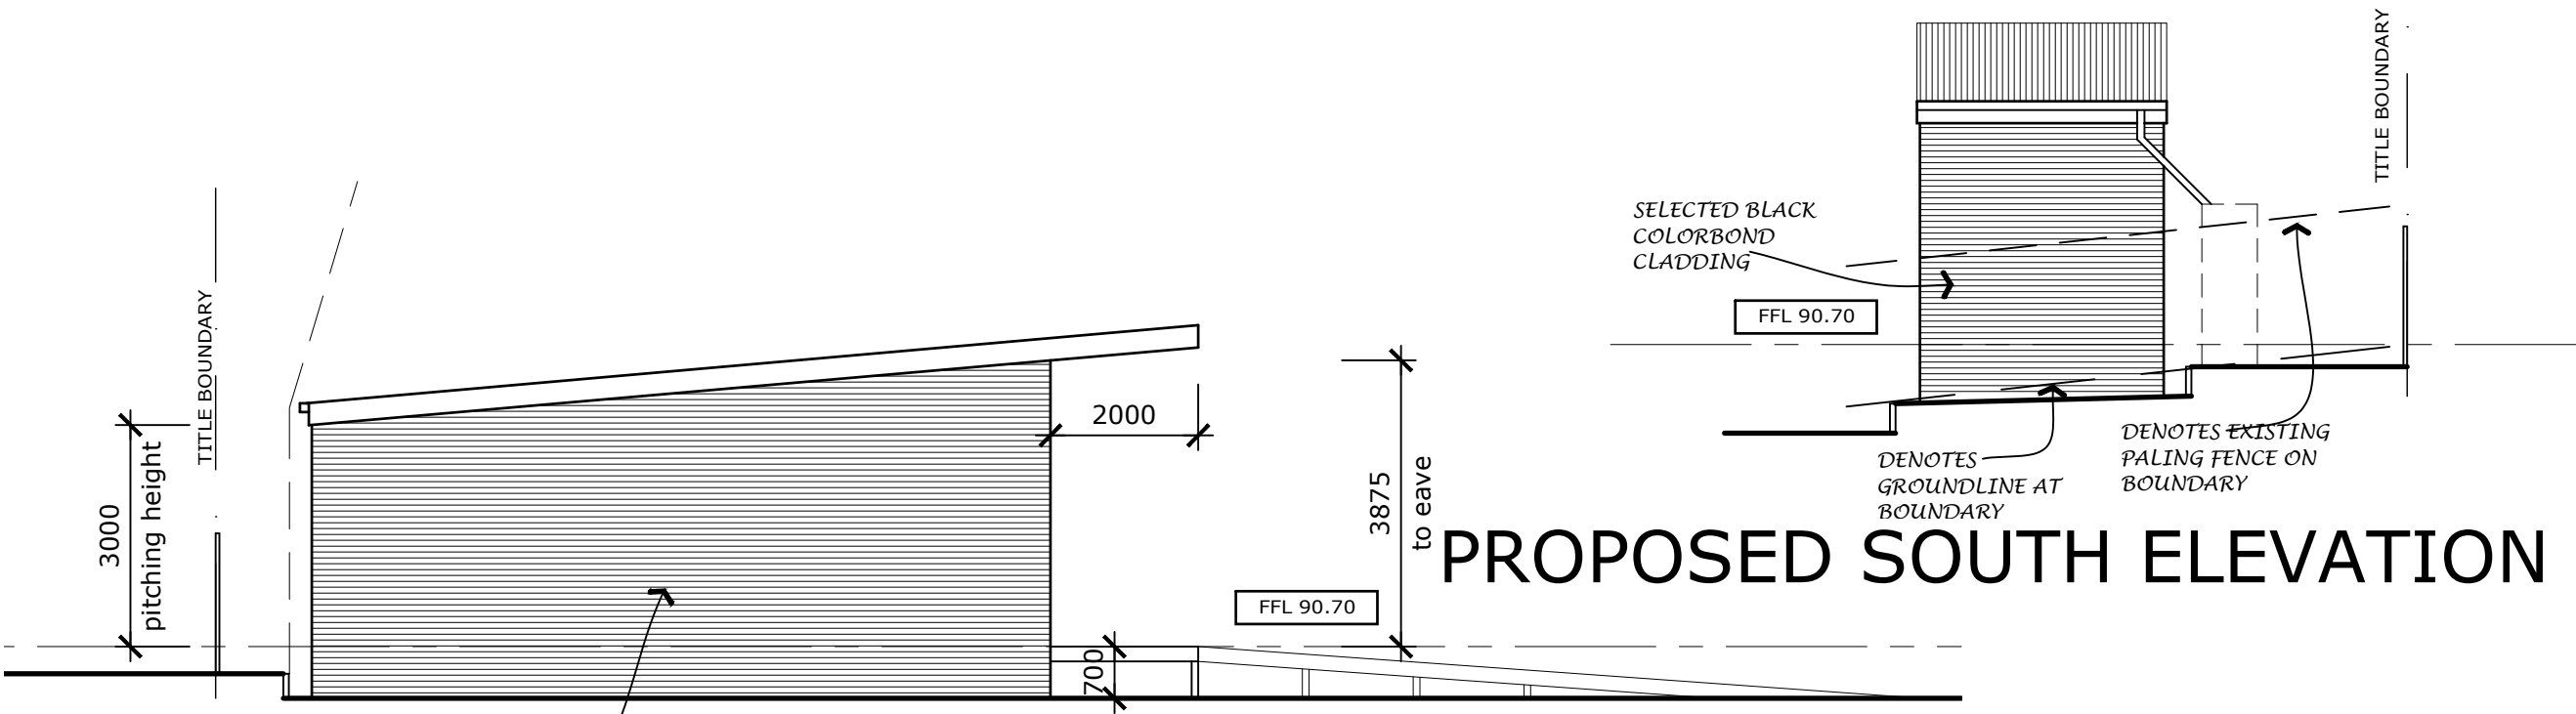 TITLE BOUNDARY
3000
pitching height
2000
3875
to eave
FFL 90.70
700
TITLE BOUNDARY
SELECTED BLACK
COLORBOND
CLADDING
FFL 90.70
DENOTES
GROUNDLINE AT
BOUNDARY
DENOTES EXISTING
PALING FENCE ON
BOUNDARY
PROPOSED SOUTH ELEVATION